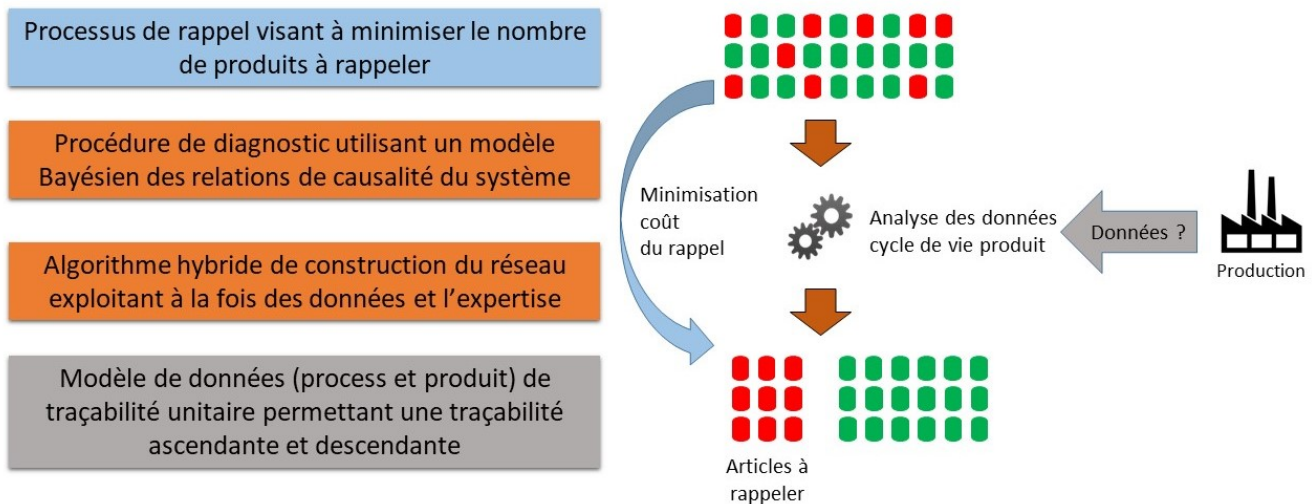 Processus de rappel visant à minimiser le nombre
de produits à rappeler
Procédure de diagnostic utilisant un modèle
Bayésien des relations de causalité du système
Algorithme hybride de construction du réseau
exploitant à la fois des données et l’expertise
Modèle de données (process et produit) de
traçabilité unitaire permettant une traçabilité
ascendante et descendante
Minimisation
coût
du rappel
Analyse des données
cycle de vie produit
Données ?
Production
Articles à
rappeler